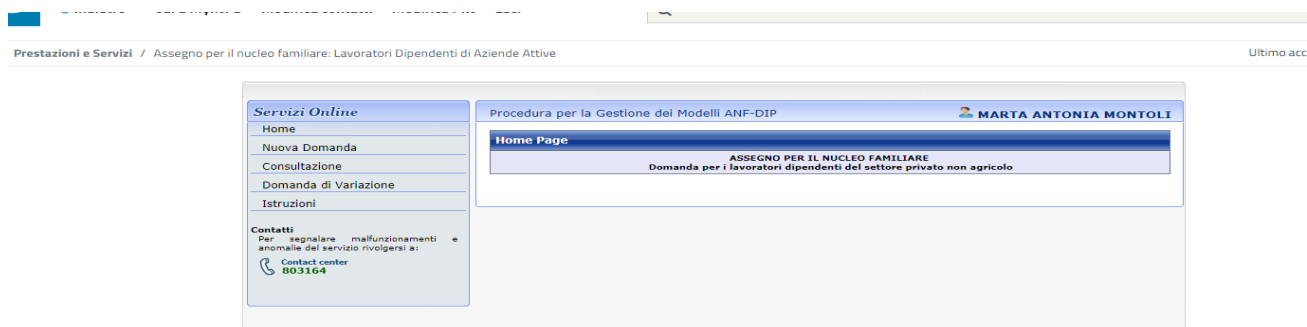 Prestazioni e Servizi / Assegno per il nucleo familiare: Lavoratori Dipendenti di Aziende Attive
Ultimo acc
Servizi Online
Home
Nuova Domanda
Consultazione
Domanda di Variazione
Istruzioni
Contatti
Per segnalare malfunzionamenti e
anomalie del servizio rivolgersi a:
Contact center
803164
Procedura per la Gestione dei Modelli ANF-DIP
MARTA ANTONIA MONTOLI
Home Page
ASSEGNO PER IL NUCLEO FAMILIARE
Domanda per i lavoratori dipendenti del settore privato non agricolo